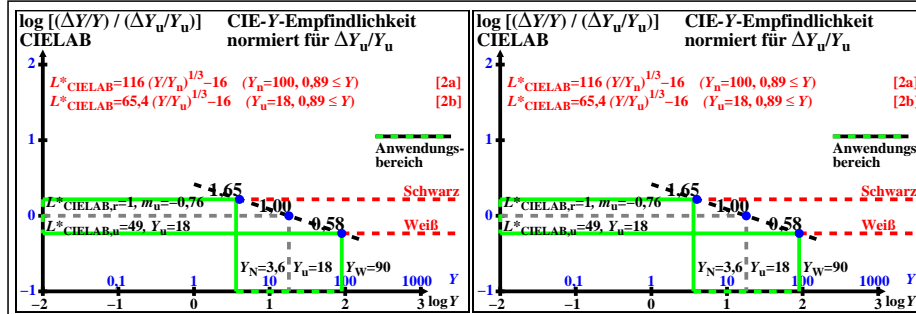 log [(ΔY/Y) / (ΔYu/Yu)] CIE-Y-Empfindlichkeit
CIELAB normiert für ΔYu/Yu
2
L*CIELAB=116 (Y/Yn)1/3–16 (Yn=100, 0,89 ≤ Y) [2a]
L*CIELAB=65,4 (Y/Yu)1/3–16 (Yu=18, 0,89 ≤ Y) [2b]
1
Anwendungs-
bereich
1.65
Schwarz
L*CIELAB,r=1, mu=–0,76 1.00
0
L*CIELAB,u=49, Yu=18 0.58
Weiß
YN=3,6 Yu=18 YW=90
0,1 1 10 100 1000 Y
–1
–2 –1 0 1 2 3 log Y
log [(ΔY/Y) / (ΔYu/Yu)] CIE-Y-Empfindlichkeit
CIELAB normiert für ΔYu/Yu
2
L*CIELAB=116 (Y/Yn)1/3–16 (Yn=100, 0,89 ≤ Y) [2a]
L*CIELAB=65,4 (Y/Yu)1/3–16 (Yu=18, 0,89 ≤ Y) [2b]
1
Anwendungs-
bereich
1.65
Schwarz
L*CIELAB,r=1, mu=–0,76 1.00
0
L*CIELAB,u=49, Yu=18 0.58
Weiß
YN=3,6 Yu=18 YW=90
0,1 1 10 100 1000 Y
–1
–2 –1 0 1 2 3 log Y